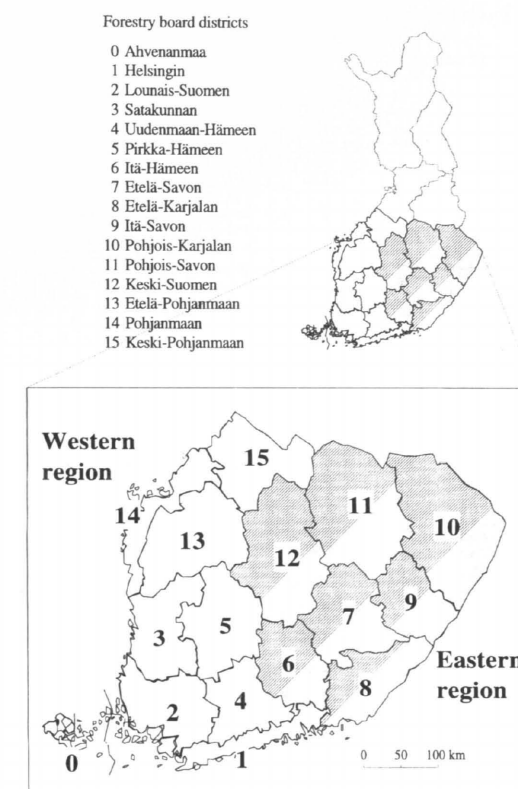 Forestry board districts
0 Ahvenanmaa
1 Helsingin
2 Lounais-Suomen
3 Satakunnan
4 Uudenmaan-Hämeen
5 Pirkka-Hämeen
6 Itä-Hämeen
7 Etelä-Savon
8 Etelä-Karjalan
9 Itä-Savon
10 Pohjois-Karjalan
11 Pohjois-Savon
12 Keski-Suomen
13 Etelä-Pohjanmaan
14 Pohjanmaan
15 Keski-Pohjanmaan
Western
region
15
14
13
11
10
12
9
7
5
3
6
Eastern
region
8
2
4
0
1
0 50 100 km